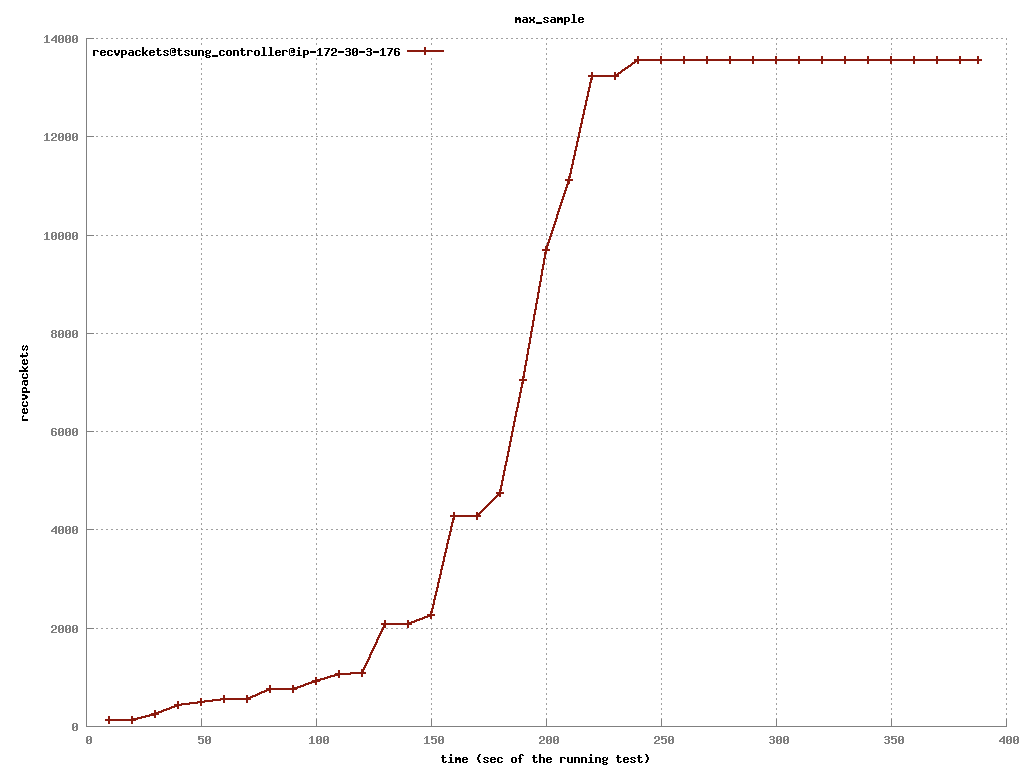 max_sample
recvpackets@tsung_controller@ip-172-30-3-176
14000
12000
10000
8000
6000
4000
2000
0
recvpackets
0 50 100 150 200 250 300 350 400
time (sec of the running test)